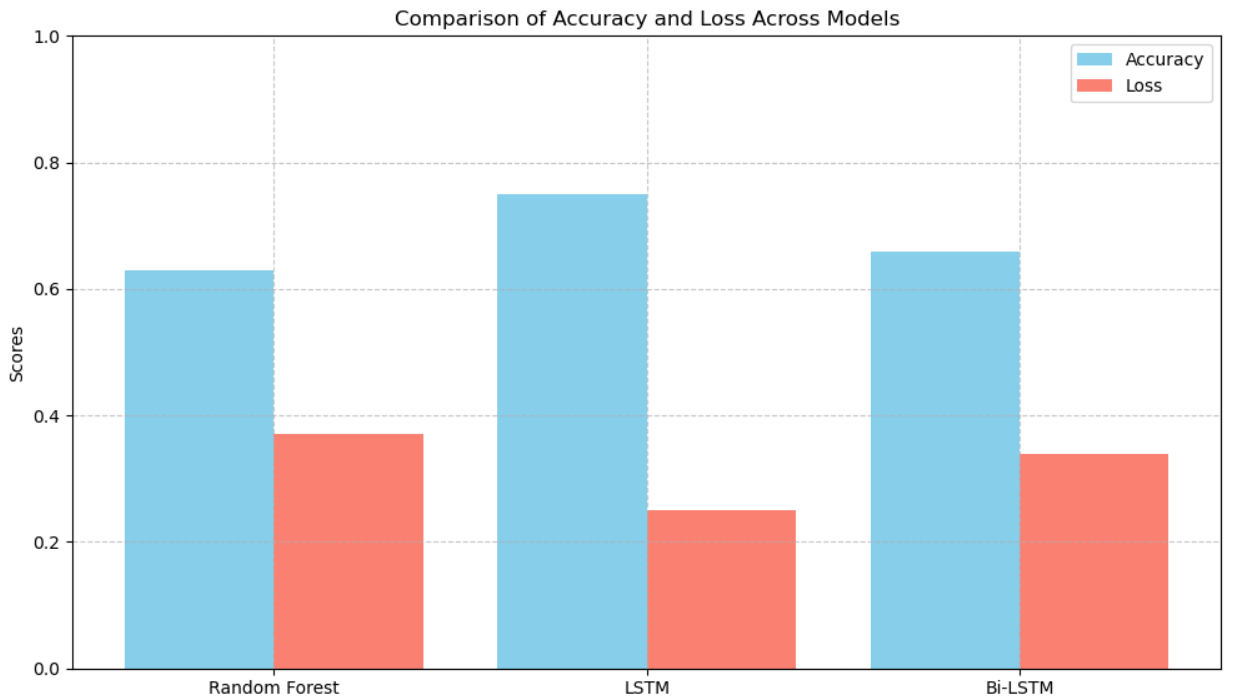 Comparison of Accuracy and Loss Across Models
Accuracy
Loss
Scores
1.0
0.8
0.6
0.4
0.2
0.0
Random Forest
LSTM
Bi-LSTM